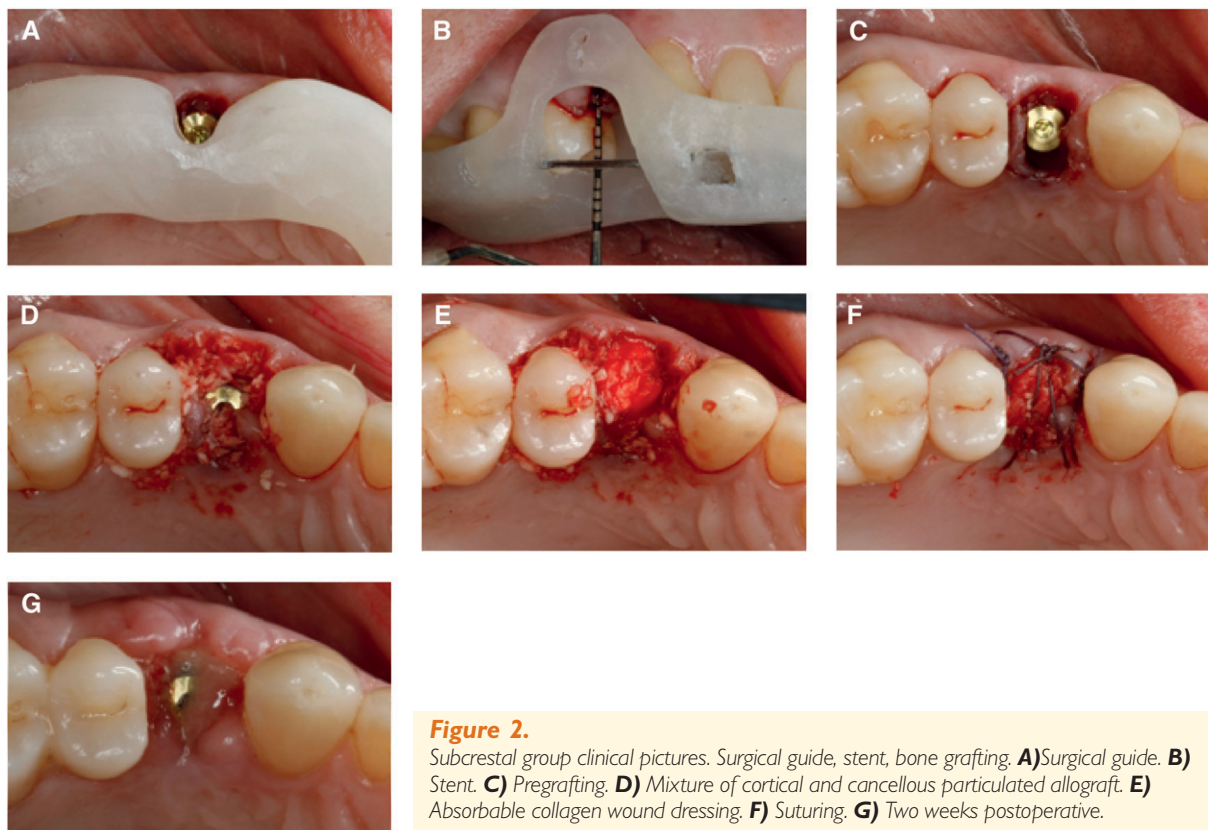 A
B
C
D
E
F
G
Figure 2.
Subcrestal group clinical pictures. Surgical guide, stent, bone grafting. A)Surgical guide. B)
Stent. C) Pregrafting. D) Mixture of cortical and cancellous particulated allograft. E)
Absorbable collagen wound dressing. F) Suturing. G) Two weeks postoperative.